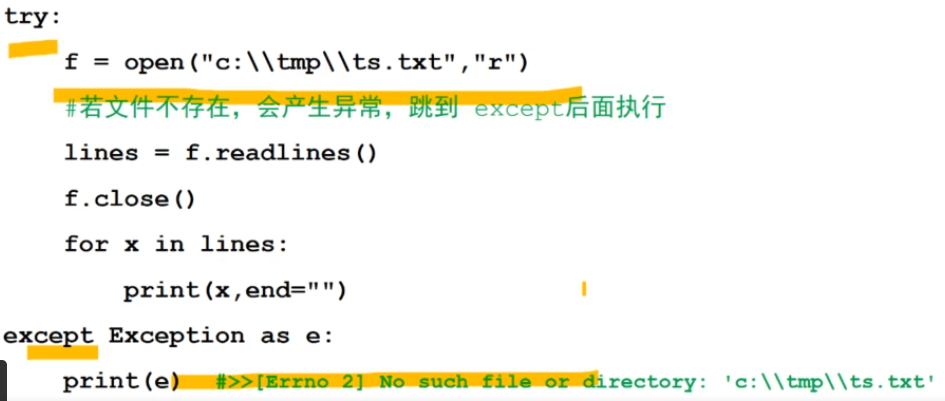 try:
    f = open("c:\\tmp\\ts.txt","r")
    #若文件不存在，会产生异常，跳到 except后面执行
    lines = f.readlines()
    f.close()
    for x in lines:
        print(x,end="")
except Exception as e:
    print(e)  #>>[Errno 2] No such file or directory: 'c:\\tmp\\ts.txt'